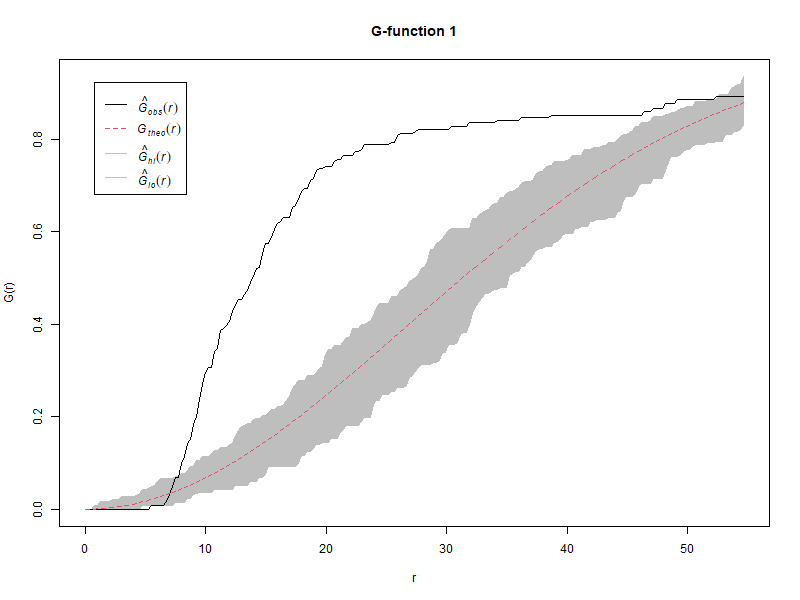 G-function 1
Ĝobs(r)
Gtheo(r)
Ĝhi(r)
Ĝlo(r)
G(r)
0.8
0.6
0.4
0.2
0.0
0 10 20 30 40 50
r